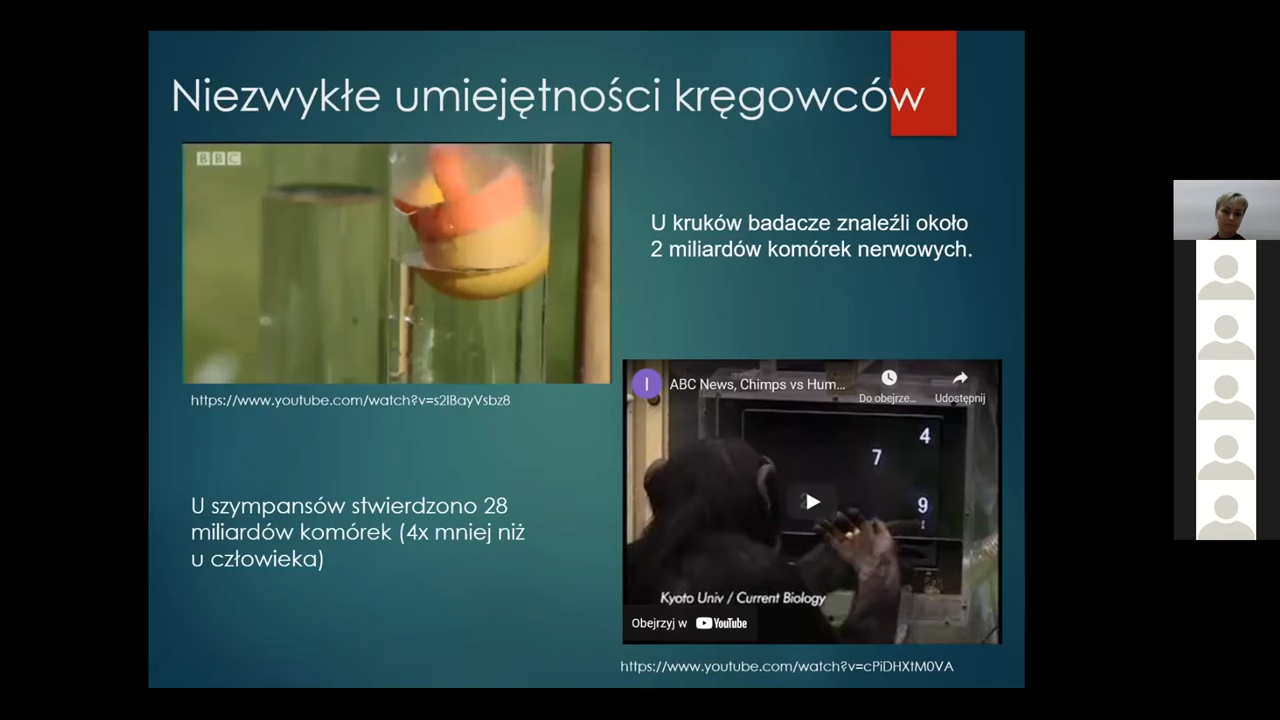 Niezwykłe umiejętności kręgowców
BBC
U kruków badacze znaleźli około
2 miliardów komórek nerwowych.
https://www.youtube.com/watch?v=s2IBayVsbz8
I
ABC News, Chimps vs Hum...
Do obejrze...
Udostępnij
4
7
9
U szympansów stwierdzono 28
miliardów komórek (4x mniej niż
u człowieka)
Kyoto Univ / Current Biology
Obejrzyj w YouTube
https://www.youtube.com/watch?v=cPiDHXtM0VA